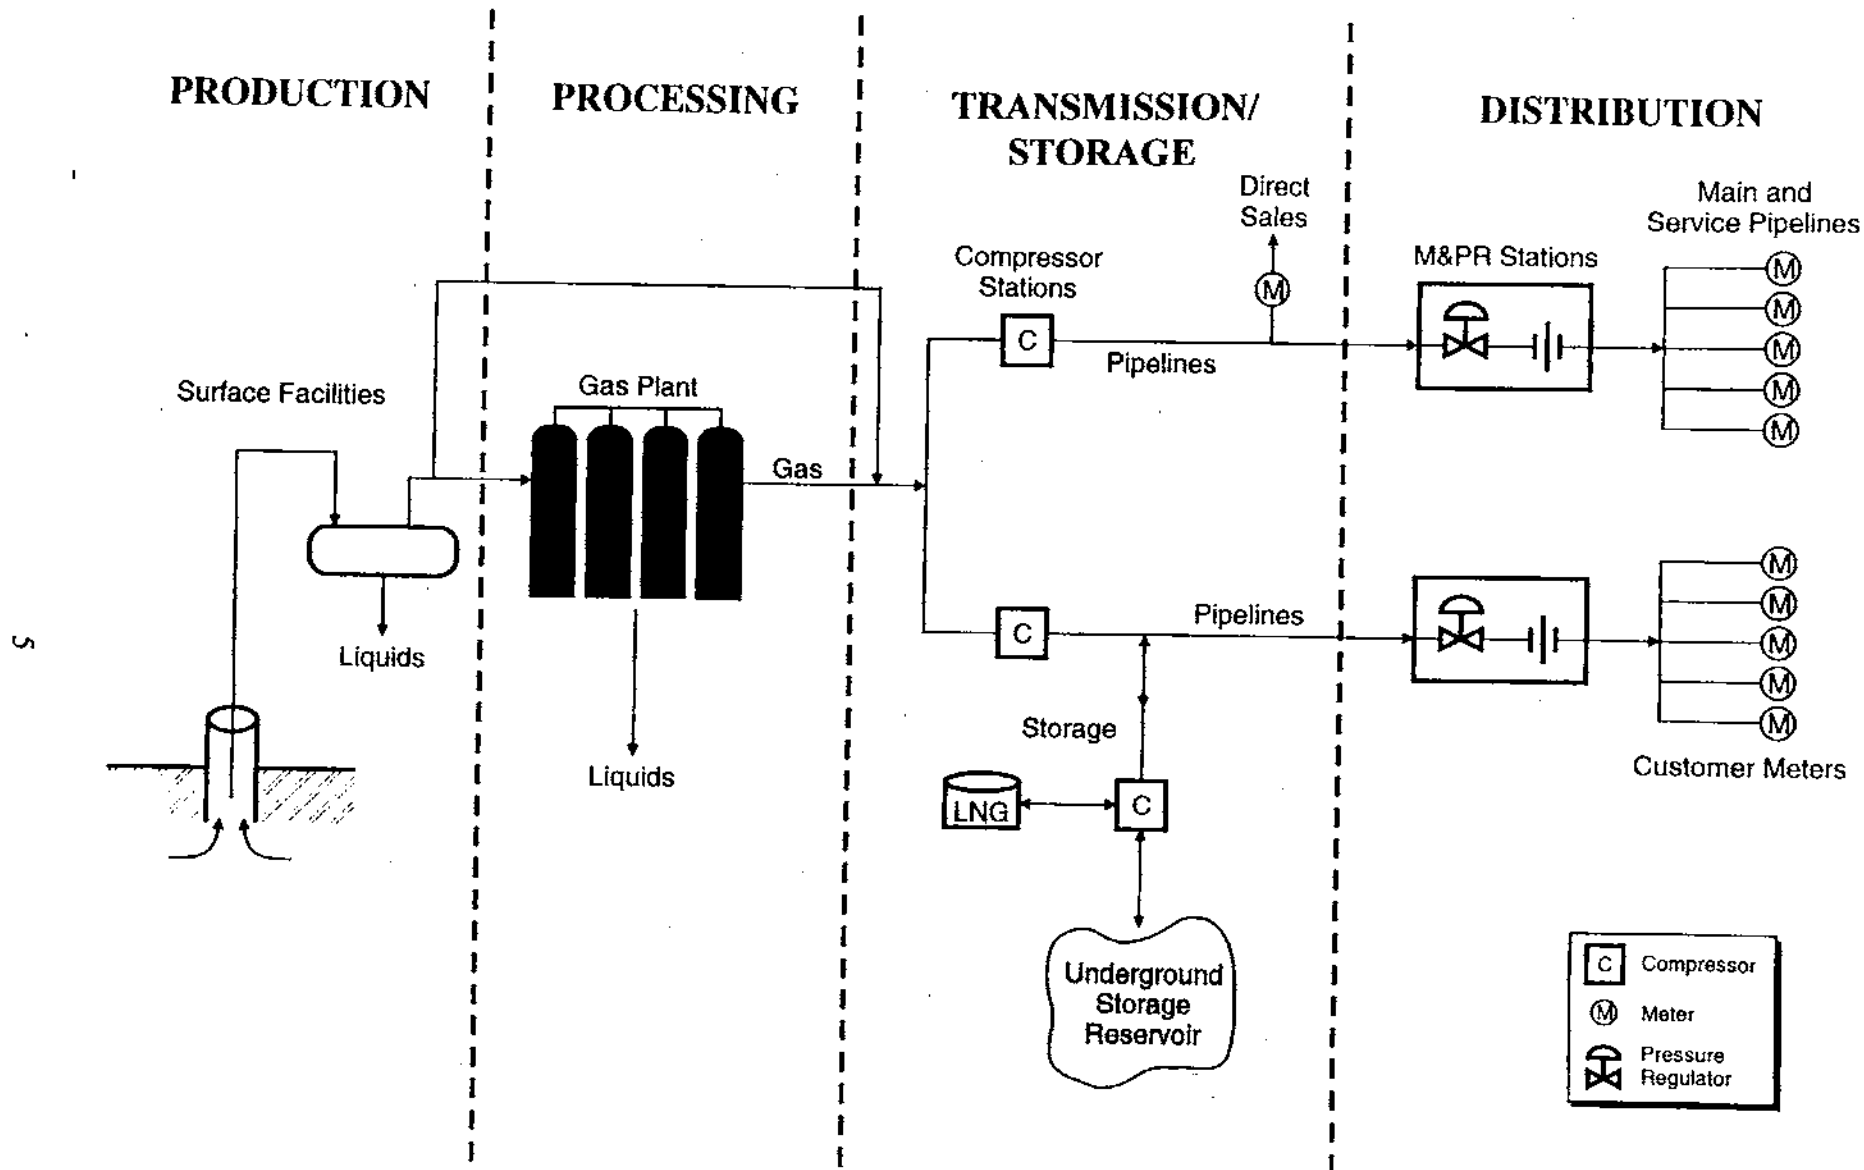 PRODUCTION
PROCESSING
TRANSMISSION/
STORAGE
DISTRIBUTION
Direct
Sales
Main and
Service Pipelines
Compressor
Stations
M&PR Stations
M
M
M
M
M
M
C
Pipelines
Surface Facilities
Gas Plant
Gas
Liquids
Liquids
C
Pipelines
M
M
M
M
M
Customer Meters
Storage
LNG
C
Underground
Storage
Reservoir
C Compressor
M Meter
Pressure
Regulator
5